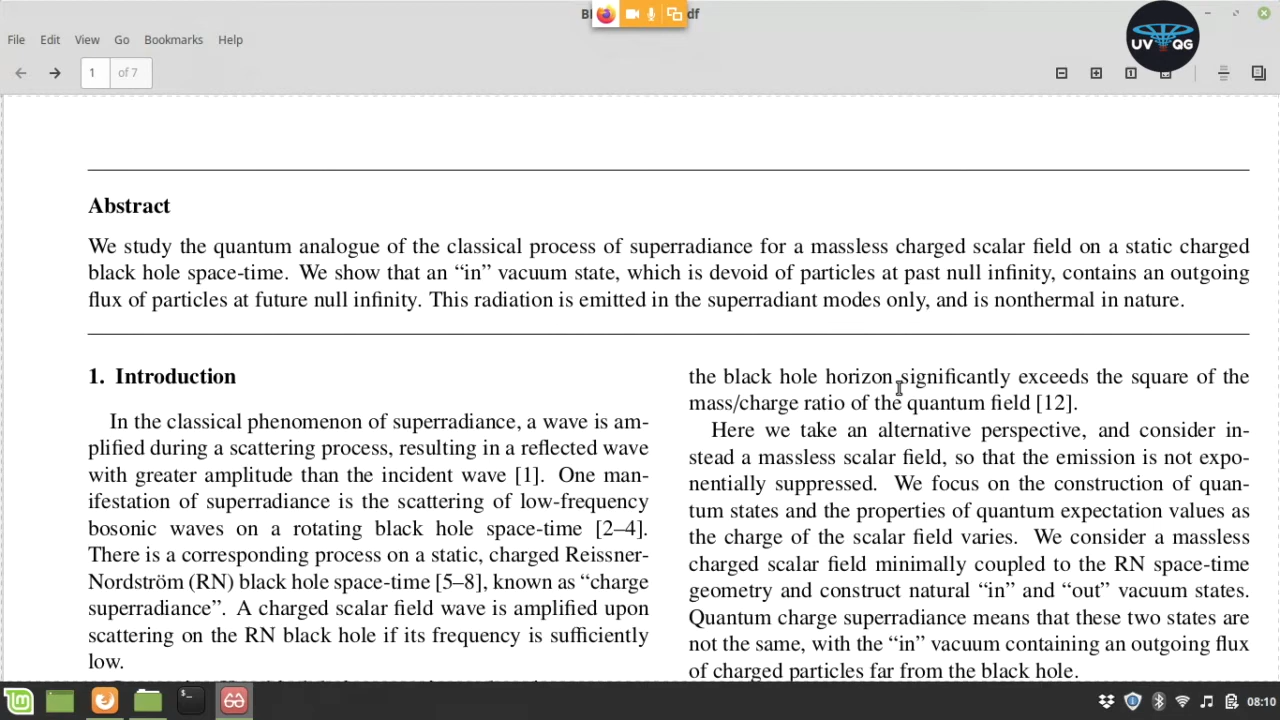 Bl
df
File Edit View Go Bookmarks Help
UV QG
1 of 7
Abstract
We study the quantum analogue of the classical process of superradiance for a massless charged scalar field on a static charged
black hole space-time. We show that an “in” vacuum state, which is devoid of particles at past null infinity, contains an outgoing
flux of particles at future null infinity. This radiation is emitted in the superradiant modes only, and is nonthermal in nature.
1. Introduction
In the classical phenomenon of superradiance, a wave is am-
plified during a scattering process, resulting in a reflected wave
with greater amplitude than the incident wave [1]. One man-
ifestation of superradiance is the scattering of low-frequency
bosonic waves on a rotating black hole space-time [2–4].
There is a corresponding process on a static, charged Reissner-
Nordström (RN) black hole space-time [5–8], known as “charge
superradiance”. A charged scalar field wave is amplified upon
scattering on the RN black hole if its frequency is sufficiently
low.
the black hole horizon significantly exceeds the square of the
mass/charge ratio of the quantum field [12].
Here we take an alternative perspective, and consider in-
stead a massless scalar field, so that the emission is not expo-
nentially suppressed. We focus on the construction of quan-
tum states and the properties of quantum expectation values as
the charge of the scalar field varies. We consider a massless
charged scalar field minimally coupled to the RN space-time
geometry and construct natural “in” and “out” vacuum states.
Quantum charge superradiance means that these two states are
not the same, with the “in” vacuum containing an outgoing flux
of charged particles far from the black hole.
08:10